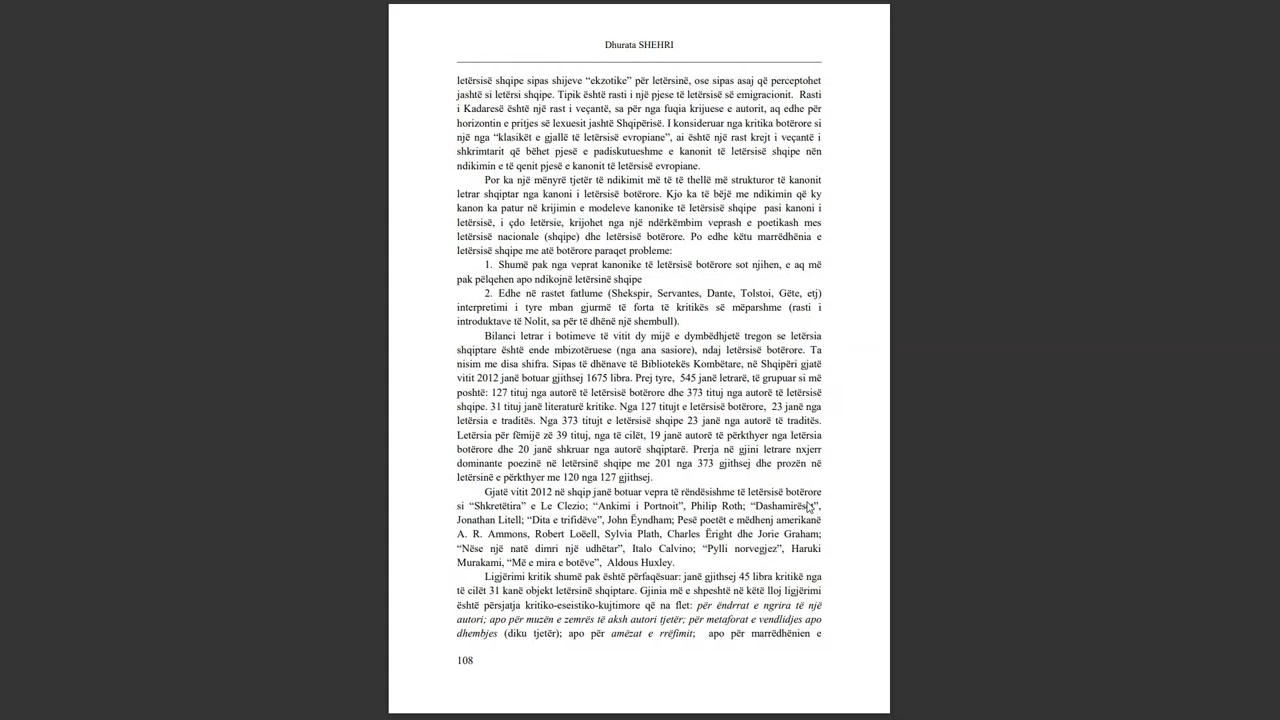 Dhurata SHEHRI
letërsisë shqipe sipas shijeve “ekzotike” për letërsinë, ose sipas asaj që perceptohet
jashtë si letërsi shqipe. Tipik është rasti i një pjese të letërsisë së emigracionit. Rasti
i Kadaresë është një rast i veçantë, sa për nga fuqia krijuese e autorit, aq edhe për
horizontin e pritjes së lexuesit jashtë Shqipërisë. I konsideruar nga kritika botërore si
një nga “klasikët e gjallë të letërsisë evropiane”, ai është një rast krejt i veçantë i
shkrimtarit që bëhet pjesë e padiskutueshme e kanonit të letërsisë shqipe nën
ndikimin e të qenit pjesë e kanonit të letërsisë evropiane.
Por ka një mënyrë tjetër të ndikimit më të të thellë më strukturor të kanonit
letrar shqiptar nga kanoni i letërsisë botërore. Kjo ka të bëjë me ndikimin që ky
kanon ka patur në krijimin e modeleve kanonike të letërsisë shqipe pasi kanoni i
letërsisë, i çdo letërsie, krijohet nga një ndërkëmbim veprash e poetikash mes
letërsisë nacionale (shqipe) dhe letërsisë botërore. Po edhe këtu marrëdhënia e
letërsisë shqipe me atë botërore paraqet probleme:
1. Shumë pak nga veprat kanonike të letërsisë botërore sot njihen, e aq më
pak pëlqehen apo ndikojnë letërsinë shqipe
2. Edhe në rastet fatlume (Shekspir, Servantes, Dante, Tolstoi, Gëte, etj)
interpretimi i tyre mban gjurmë të forta të kritikës së mëparshme (rasti i
introduktave të Nolit, sa për të dhënë një shembull).
Bilanci letrar i botimeve të vitit dy mijë e dymbëdhjetë tregon se letërsia
shqiptare është ende mbizotëruese (nga ana sasiore), ndaj letërsisë botërore. Ta
nisim me disa shifra. Sipas të dhënave të Bibliotekës Kombëtare, në Shqipëri gjatë
vitit 2012 janë botuar gjithsej 1675 libra. Prej tyre, 545 janë letrarë, të grupuar si më
poshtë: 127 tituj nga autorë të letërsisë botërore dhe 373 tituj nga autorë të letërsisë
shqipe. 31 tituj janë literaturë kritike. Nga 127 titujt e letërsisë botërore, 23 janë nga
letërsia e traditës. Nga 373 titujt e letërsisë shqipe 23 janë nga autorë të traditës.
Letërsia për fëmijë zë 39 tituj, nga të cilët, 19 janë autorë të përkthyer nga letërsia
botërore dhe 20 janë shkruar nga autorë shqiptarë. Prerja në gjini letrare nxjerr
dominante poezinë në letërsinë shqipe me 201 nga 373 gjithsej dhe prozën në
letërsinë e përkthyer me 120 nga 127 gjithsej.
Gjatë vitit 2012 në shqip janë botuar vepra të rëndësishme të letërsisë botërore
si “Shkretëtira” e Le Clezio; “Ankimi i Portnoit”, Philip Roth; “Dashamirësit”,
Jonathan Litell; “Dita e trifidëve”, John Ëyndham; Pesë poetët e mëdhenj amerikanë
A. R. Ammons, Robert Loëell, Sylvia Plath, Charles Ëright dhe Jorie Graham;
“Nëse një natë dimri një udhëtar”, Italo Calvino; “Pylli norvegjez”, Haruki
Murakami, “Më e mira e botëve”, Aldous Huxley.
Ligjërimi kritik shumë pak është përfaqësuar: janë gjithsej 45 libra kritikë nga
të cilët 31 kanë objekt letërsinë shqiptare. Gjinia më e shpeshtë në këtë lloj ligjërimi
është përsjatja kritiko-eseistiko-kujtimore që na flet: për ëndrrat e ngrira të një
autori; apo për muzën e zemrës të aksh autori tjetër; për metaforat e vendlidjes apo
dhembjes (diku tjetër); apo për amëzat e rrëfimit; apo për marrëdhënien e
108